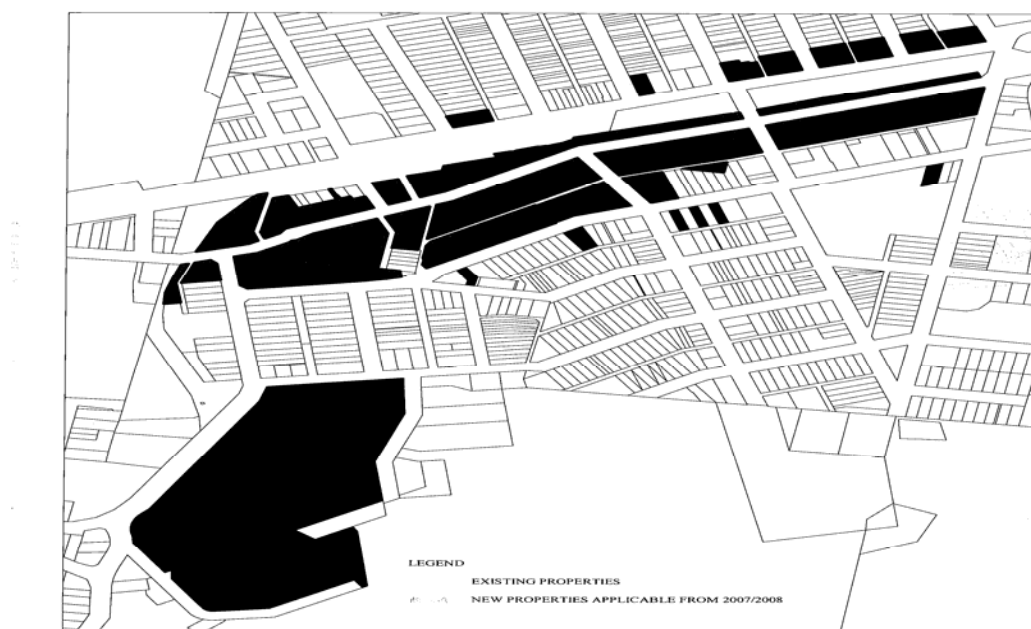 LEGEND
EXISTING PROPERTIES
NEW PROPERTIES APPLICABLE FROM 2007/2008